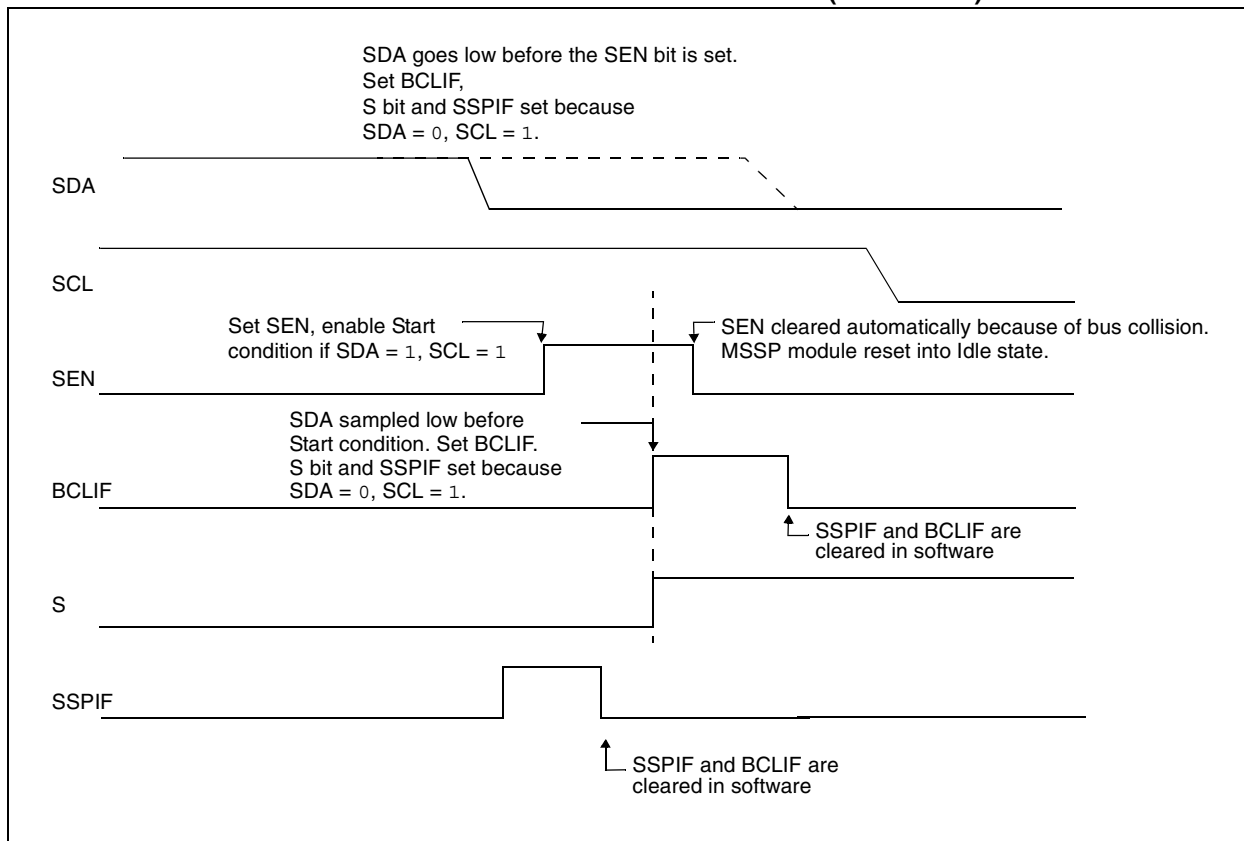 SDA goes low before the SEN bit is set.
Set BCLIF,
S bit and SSPIF set because
SDA = 0, SCL = 1.
SDA
SCL
Set SEN, enable Start
condition if SDA = 1, SCL = 1
SEN cleared automatically because of bus collision.
MSSP module reset into Idle state.
SEN
SDA sampled low before
Start condition. Set BCLIF.
S bit and SSPIF set because
SDA = 0, SCL = 1.
BCLIF
SSPIF and BCLIF are
cleared in software
S
SSPIF
SSPIF and BCLIF are
cleared in software